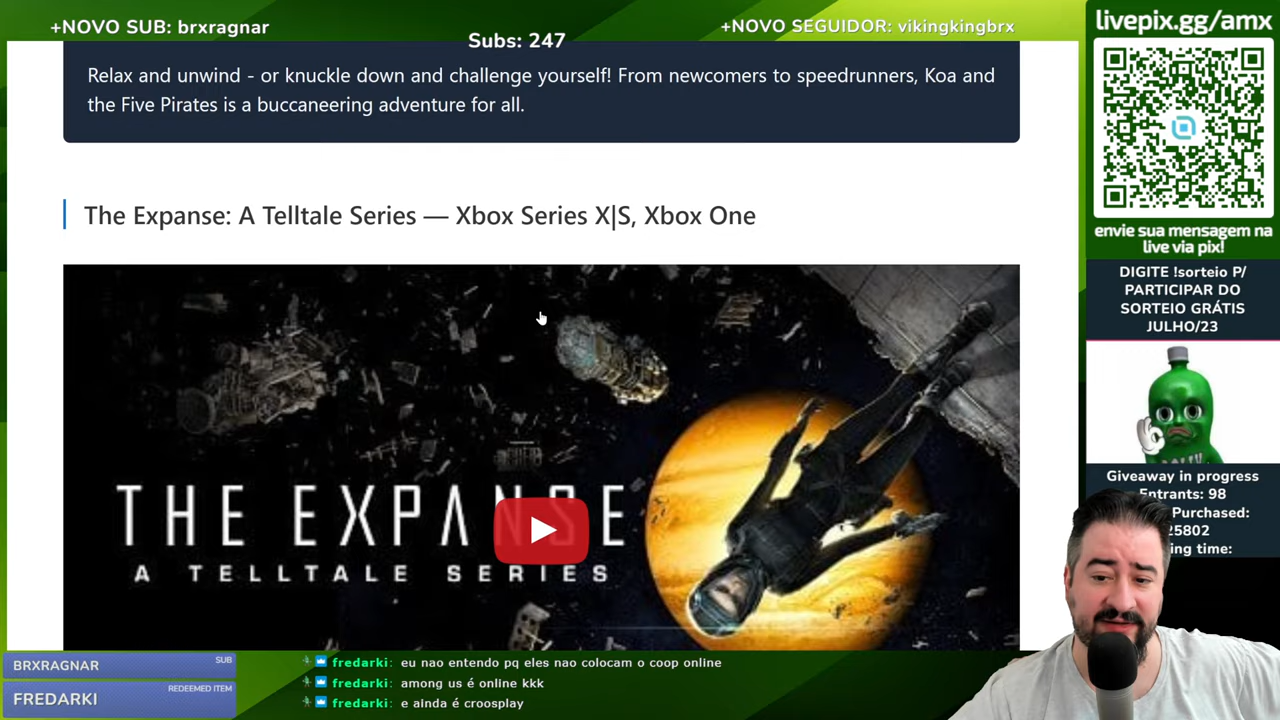 +NOVO SUB: brxragnar
Subs: 247
+NOVO SEGUIDOR: vikingkingbrx
livepix.gg/amx
envie sua mensagem na
live via pix!
DIGITE !sorteio P/
PARTICIPAR DO
SORTEIO GRÁTIS
JULHO/23
Giveaway in progress
Entrants: 98
Purchased:
25802
time:
Relax and unwind - or knuckle down and challenge yourself! From newcomers to speedrunners, Koa and
the Five Pirates is a buccaneering adventure for all.
The Expanse: A Telltale Series — Xbox Series X|S, Xbox One
THE EXPANSE
A TELLTALE SERIES
BRXRAGNAR
SUB
FREDARKI
REDEEMED ITEM
fredarki: eu nao entendo pq eles nao colocam o coop online
fredarki: among us é online kkk
fredarki: e ainda é croosplay